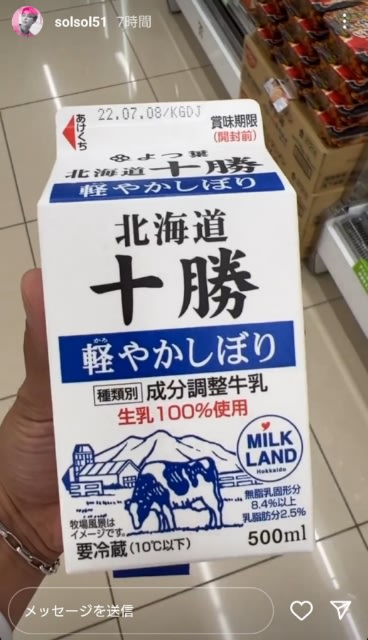 solsol51 7時間
22.07.08/KGDJ
あけくち
賞味期限
(開封前)
よつ葉
北海道十勝
軽やかしぼり
北海道
十勝
かろ
軽やかしぼり
種類別 成分調整牛乳
生乳100%使用
MILK
LAND
Hokkaido
無脂乳固形分
8.4%以上
乳脂肪分2.5%
牧場風景は
イメージです。
要冷蔵(10℃以下)
500ml
メッセージを送信